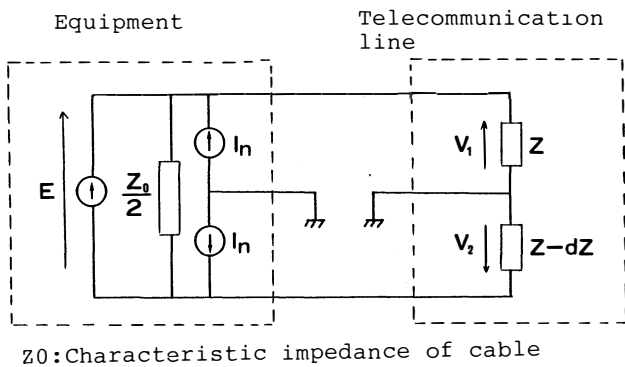 Equipment
Telecommunication
line
E
Z₀
2
Iₙ
Iₙ
V₁
Z
V₂
Z-dZ
Z0:Characteristic impedance of cable